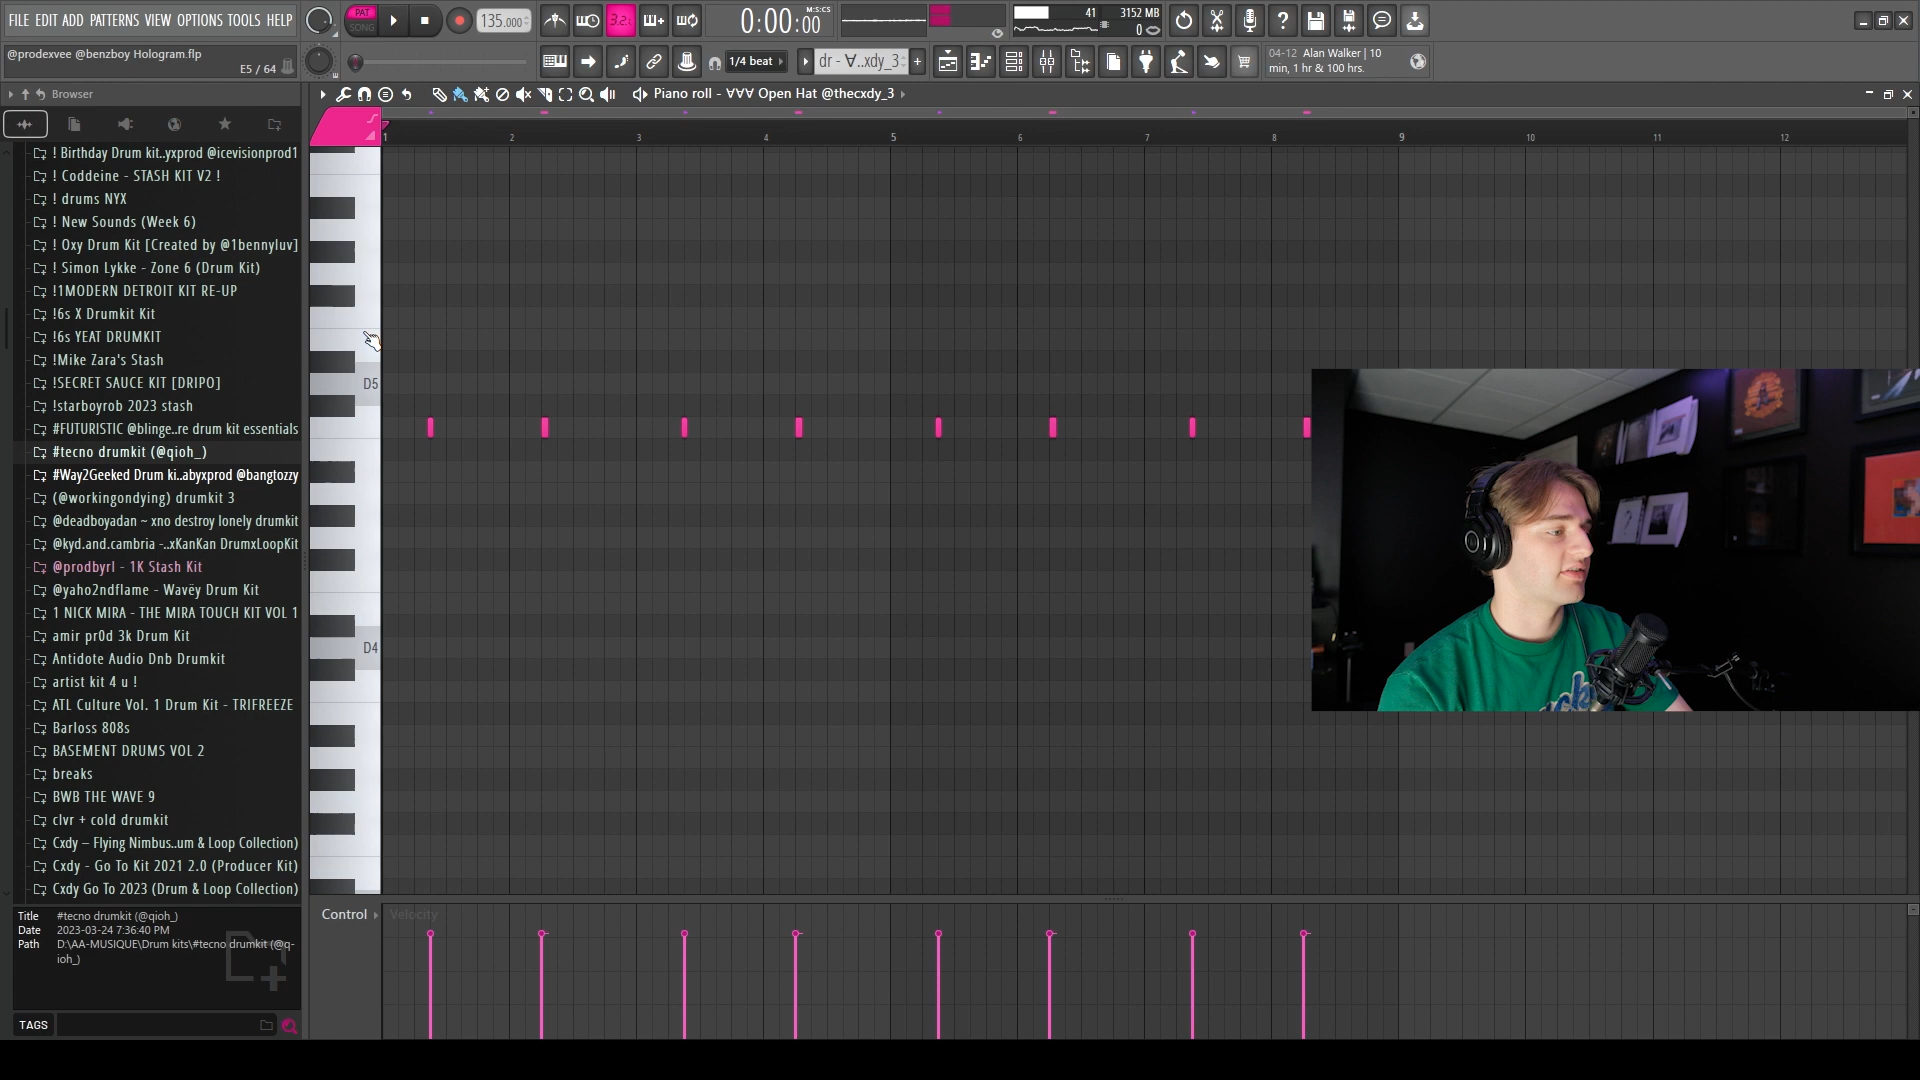 FILE EDIT ADD PATTERNS VIEW OPTIONS TOOLS HELP
PAT
SONG
135.000
3.2.
0:00:00
M:S:CS
41
3152 MB
0
@prodexvee @benzboy Hologram.flp
E5 / 64
1/4 beat
dr - ∀..xdy_3
04-12 Alan Walker | 10
min, 1 hr & 100 hrs.
Browser
Piano roll - ∀∀∀ Open Hat @thecxdy_3
1 2 3 4 5 6 7 8 9 10 11 12
! Birthday Drum kit..yxprod @icevisionprod1
! Coddeine - STASH KIT V2 !
! drums NYX
! New Sounds (Week 6)
! Oxy Drum Kit [Created by @1bennyluv]
! Simon Lykke - Zone 6 (Drum Kit)
!1MODERN DETROIT KIT RE-UP
!6s X Drumkit Kit
!6s YEAT DRUMKIT
!Mike Zara's Stash
!SECRET SAUCE KIT [DRIPO]
!starboyrob 2023 stash
#FUTURISTIC @blinge..re drum kit essentials
#tecno drumkit (@qioh_)
#Way2Geeked Drum ki..abyxprod @bangtozzy
(@workingondying) drumkit 3
@deadboyadan ~ xno destroy lonely drumkit
@kyd.and.cambria -..xKanKan DrumxLoopKit
@prodbyrl - 1K Stash Kit
@yaho2ndflame - Wavëy Drum Kit
1 NICK MIRA - THE MIRA TOUCH KIT VOL 1
amir pr0d 3k Drum Kit
Antidote Audio Dnb Drumkit
artist kit 4 u !
ATL Culture Vol. 1 Drum Kit - TRIFREEZE
Barloss 808s
BASEMENT DRUMS VOL 2
breaks
BWB THE WAVE 9
clvr + cold drumkit
Cxdy – Flying Nimbus..um & Loop Collection)
Cxdy - Go To Kit 2021 2.0 (Producer Kit)
Cxdy Go To 2023 (Drum & Loop Collection)
D5
D4
Control
Velocity
Title #tecno drumkit (@qioh_)
Date 2023-03-24 7:36:40 PM
Path D:\AA-MUSIQUE\Drum kits\#tecno drumkit (@q-
ioh_)
TAGS